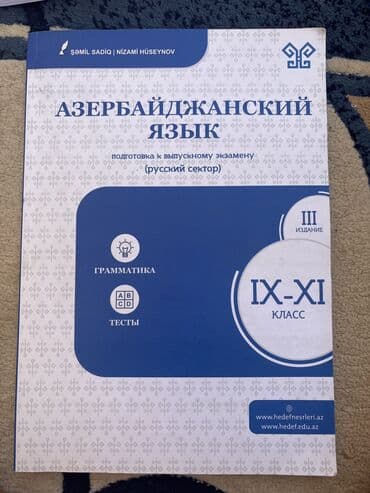 ŞƏMİL SADİQ | NİZAMİ HÜSEYNOV
АЗЕРБАЙДЖАНСКИЙ
ЯЗЫК
подготовка к выпускному экзамену
(русский сектор)
III
ИЗДАНИЕ
ГРАММАТИКА
IX-XI
КЛАСС
A B
C D
ТЕСТЫ
www.hedefnesrleri.az
www.hedef.edu.az